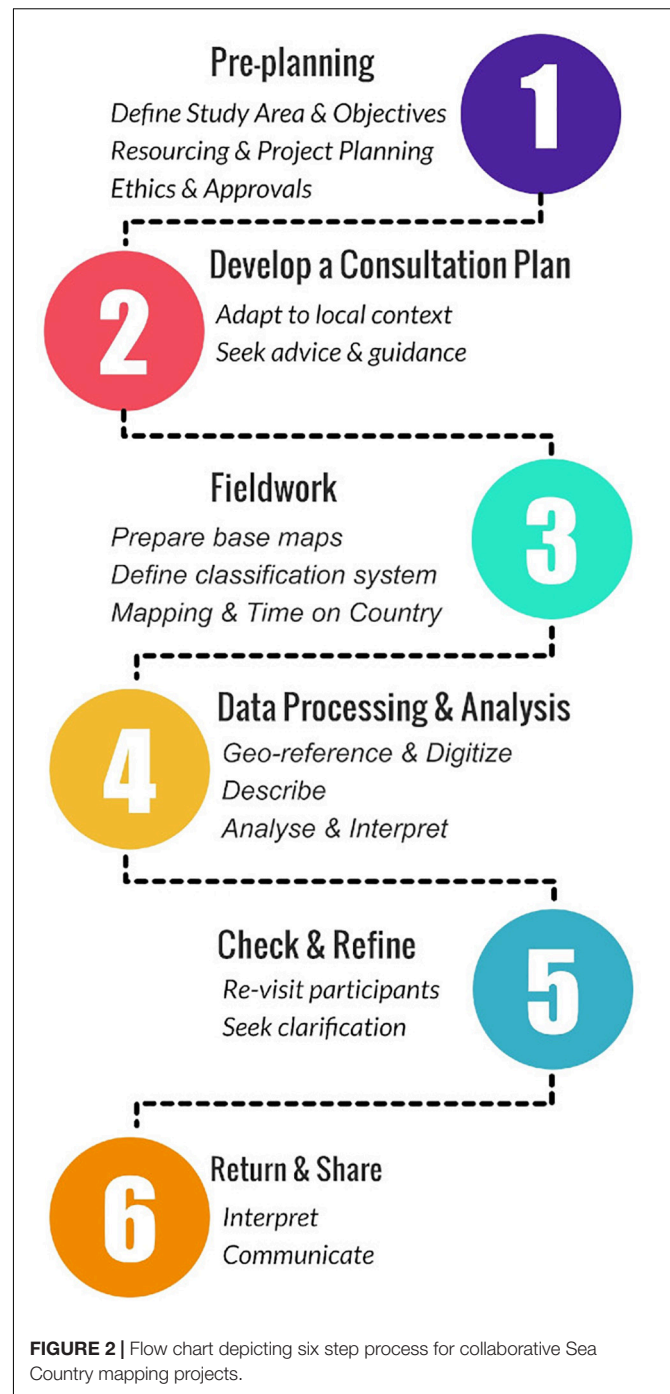 Pre-planning
1
Define Study Area & Objectives
Resourcing & Project Planning
Ethics & Approvals
2
Develop a Consultation Plan
Adapt to local context
Seek advice & guidance
Fieldwork
3
Prepare base maps
Define classification system
Mapping & Time on Country
4
Data Processing & Analysis
Geo-reference & Digitize
Describe
Analyse & Interpret
Check & Refine
5
Re-visit participants
Seek clarification
6
Return & Share
Interpret
Communicate
FIGURE 2 | Flow chart depicting six step process for collaborative Sea
Country mapping projects.